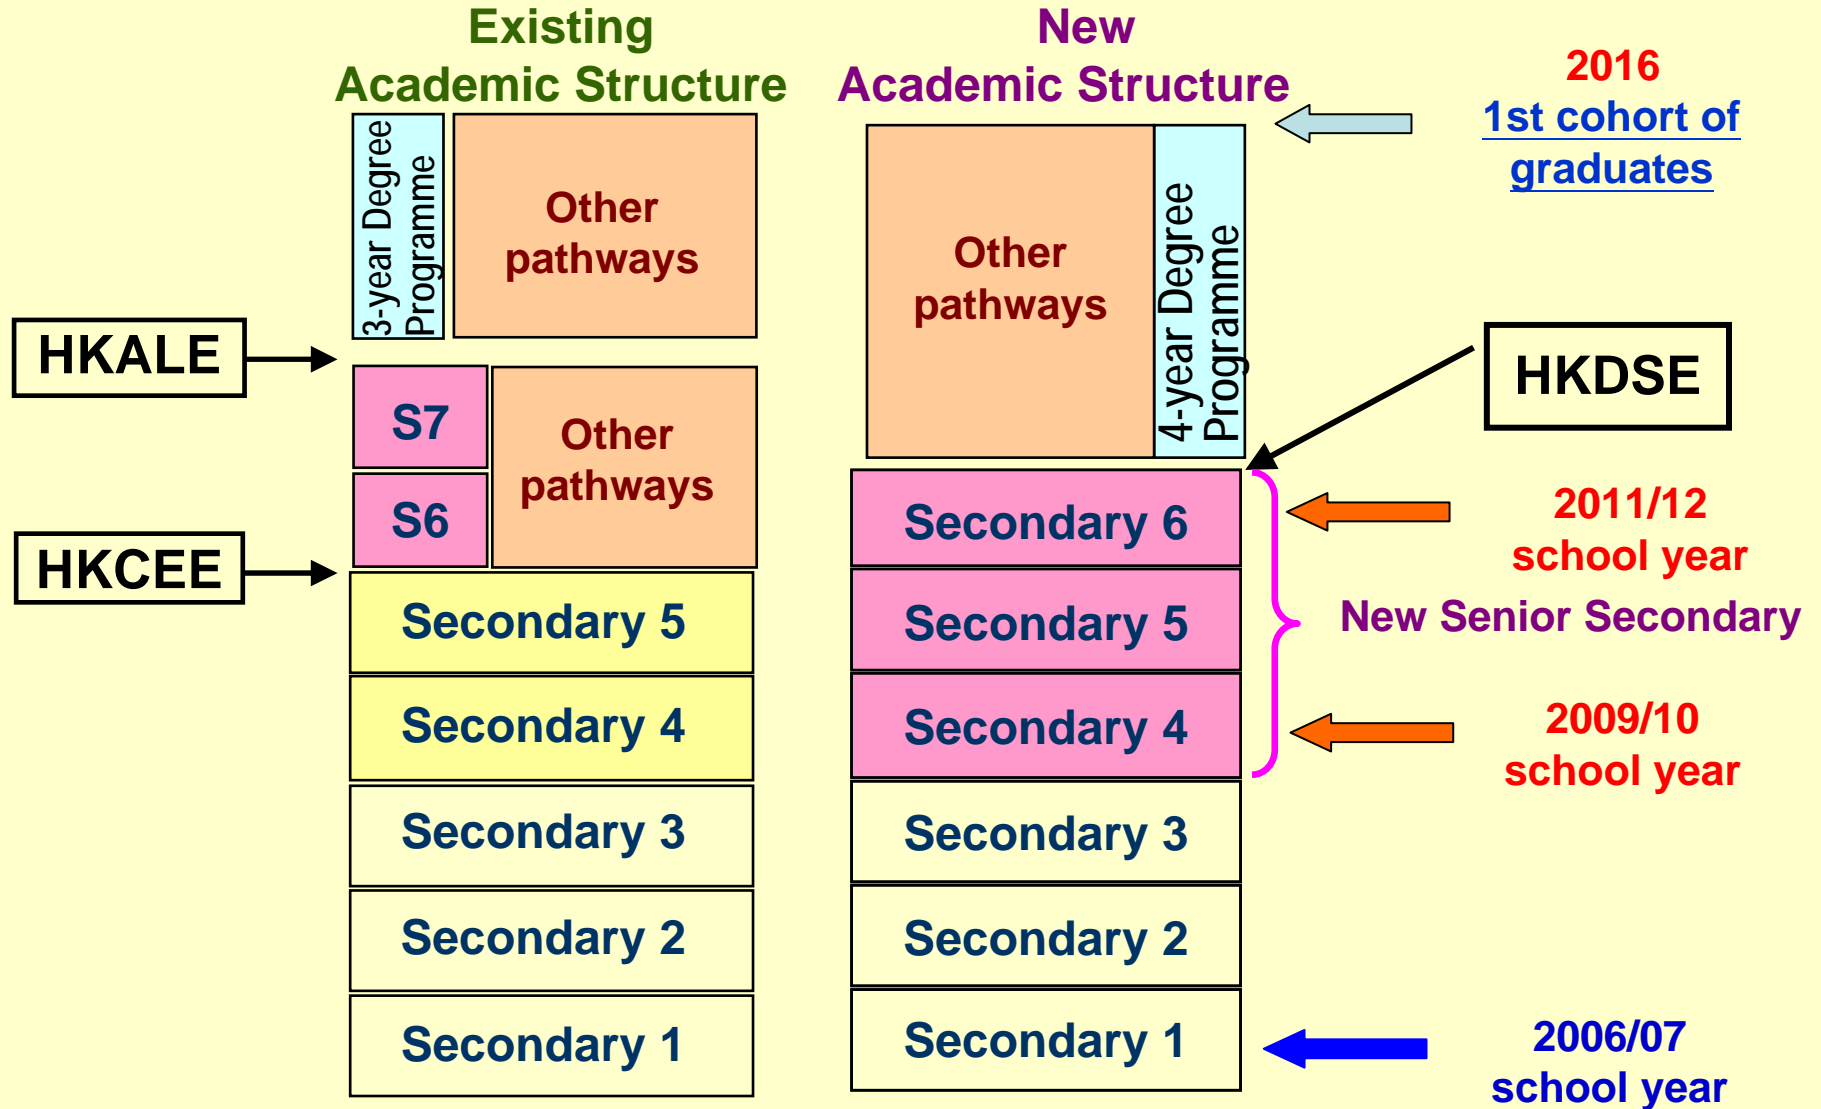 Existing
Academic Structure
New
Academic Structure
3-year Degree
Programme
Other
pathways
HKALE
S7
S6
Other
pathways
HKCEE
Secondary 5
Secondary 4
Secondary 3
Secondary 2
Secondary 1
Other
pathways
4-year Degree
Programme
Secondary 6
Secondary 5
Secondary 4
Secondary 3
Secondary 2
Secondary 1
2016
1st cohort of
graduates
HKDSE
2011/12
school year
New Senior Secondary
2009/10
school year
2006/07
school year